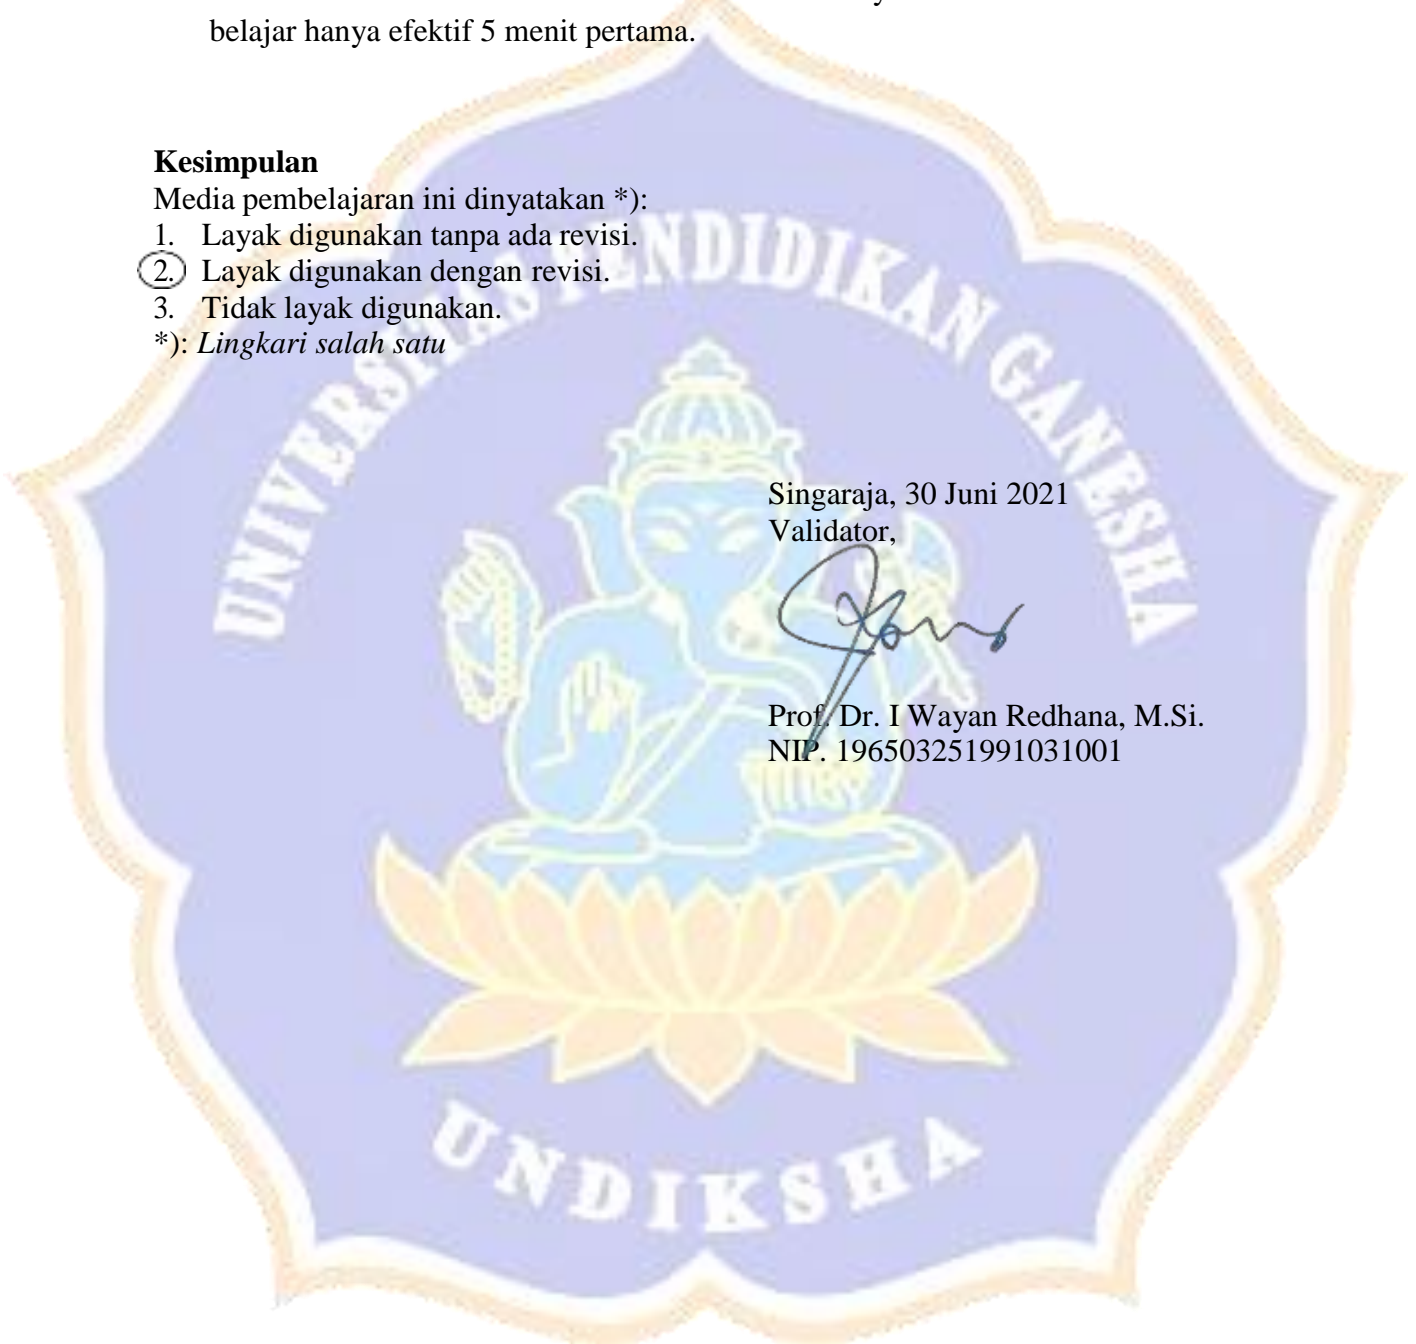 belajar hanya efektif 5 menit pertama.
Kesimpulan
Media pembelajaran ini dinyatakan *):
1. Layak digunakan tanpa ada revisi.
2. Layak digunakan dengan revisi.
3. Tidak layak digunakan.
*): Lingkari salah satu
UNIVERSITAS PENDIDIKAN GANESHA
Singaraja, 30 Juni 2021
Validator,
Prof. Dr. I Wayan Redhana, M.Si.
NIP. 196503251991031001
UNDIKSHA